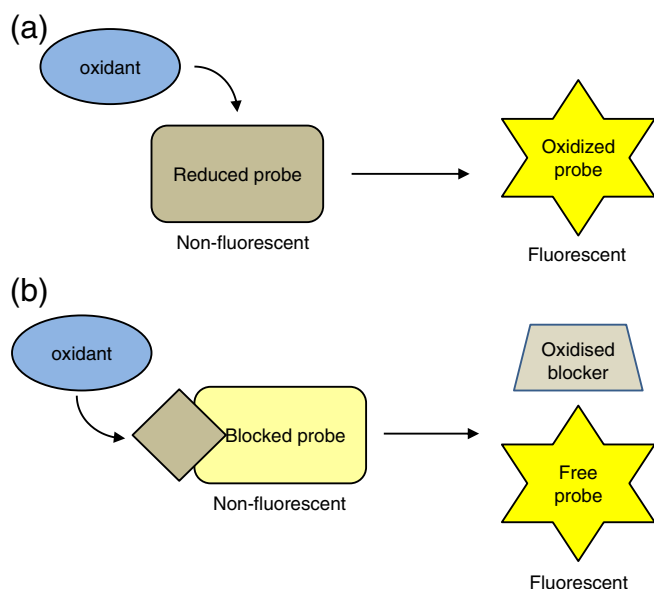 (a)
oxidant
Reduced probe
Non-fluorescent
Oxidized
probe
Fluorescent
(b)
oxidant
Blocked probe
Non-fluorescent
Oxidised
blocker
Free
probe
Fluorescent